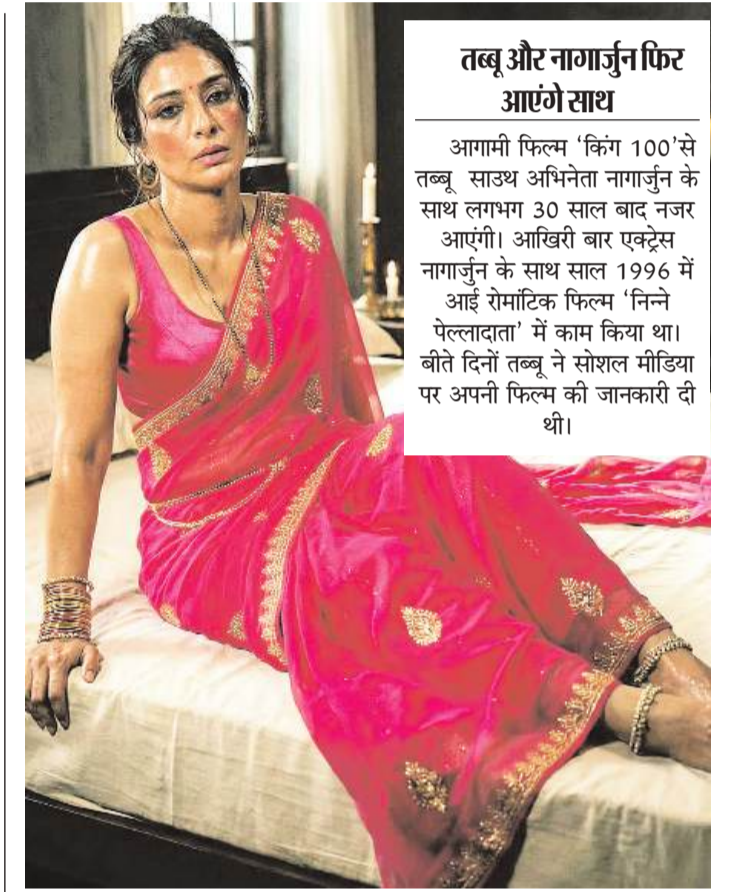 तब्बू और नागार्जुन फिर
आएंगे साथ
आगामी फिल्म ‘किंग 100’से
तब्बू साउथ अभिनेता नागार्जुन के
साथ लगभग 30 साल बाद नजर
आएंगी। आखिरी बार एक्ट्रेस
नागार्जुन के साथ साल 1996 में
आई रोमांटिक फिल्म ‘निन्ने
पेल्लादाता’ में काम किया था।
बीते दिनों तब्बू ने सोशल मीडिया
पर अपनी फिल्म की जानकारी दी
थी।